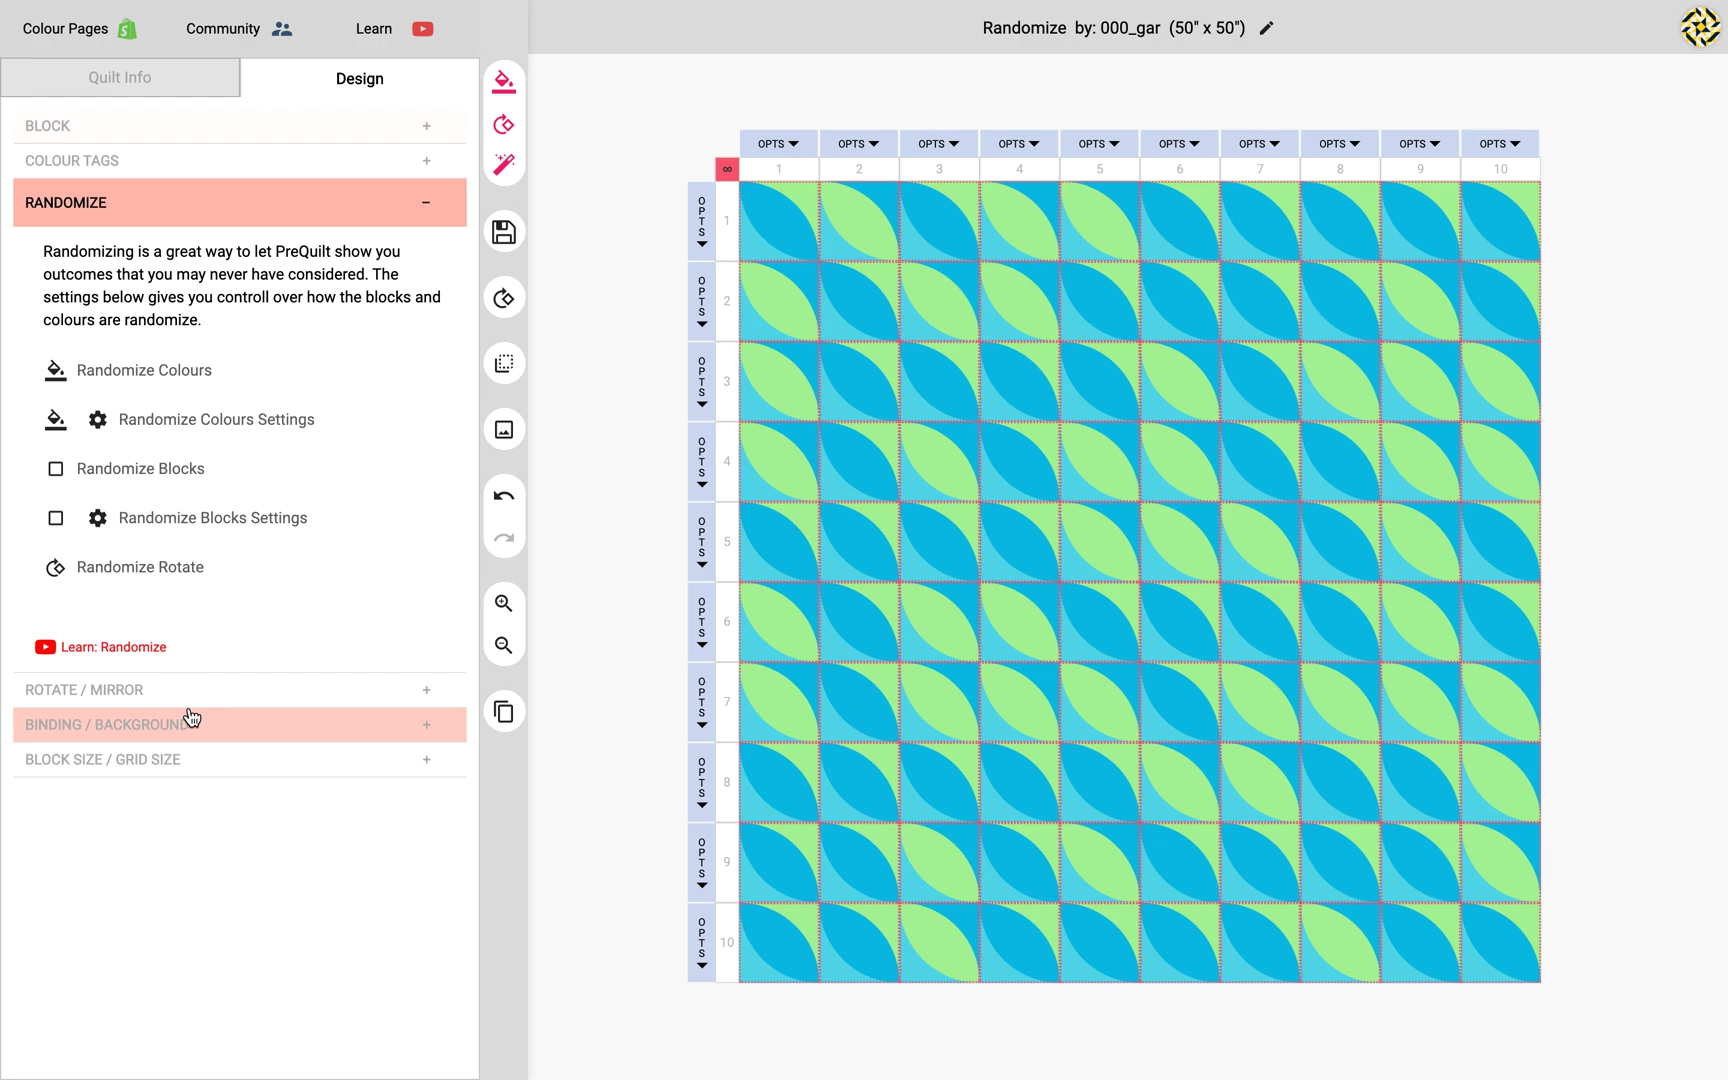 Colour Pages
Community
Learn
Randomize by: 000_gar (50" x 50")
Quilt Info
Design
BLOCK +
COLOUR TAGS +
RANDOMIZE −
Randomizing is a great way to let PreQuilt show you
outcomes that you may never have considered. The
settings below gives you controll over how the blocks and
colours are randomize.
Randomize Colours
Randomize Colours Settings
Randomize Blocks
Randomize Blocks Settings
Randomize Rotate
Learn: Randomize
ROTATE / MIRROR +
BINDING / BACKGROUND +
BLOCK SIZE / GRID SIZE +
OPTS OPTS OPTS OPTS OPTS OPTS OPTS OPTS OPTS OPTS
∞ 1 2 3 4 5 6 7 8 9 10
OPTS 1
OPTS 2
OPTS 3
OPTS 4
OPTS 5
OPTS 6
OPTS 7
OPTS 8
OPTS 9
OPTS 10